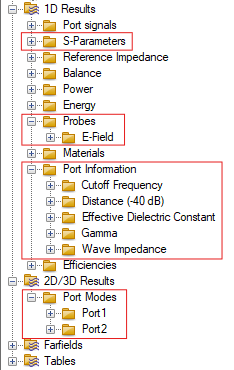 1D Results
Port signals
S-Parameters
Reference Impedance
Balance
Power
Energy
Probes
E-Field
Materials
Port Information
Cutoff Frequency
Distance (-40 dB)
Effective Dielectric Constant
Gamma
Wave Impedance
Efficiencies
2D/3D Results
Port Modes
Port1
Port2
Farfields
Tables